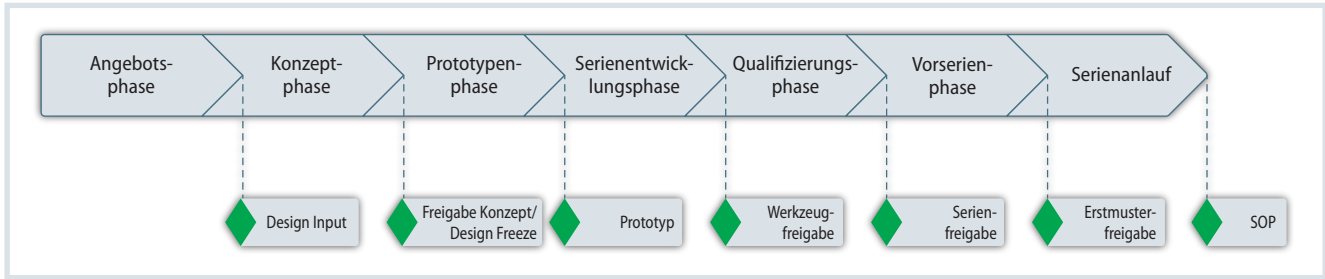 Angebots-
phase
Konzept-
phase
Prototypen-
phase
Serienentwick-
lungsphase
Qualifizierungs-
phase
Vorserien-
phase
Serienanlauf
Design Input
Freigabe Konzept/
Design Freeze
Prototyp
Werkzeug-
freigabe
Serien-
freigabe
Erstmuster-
freigabe
SOP